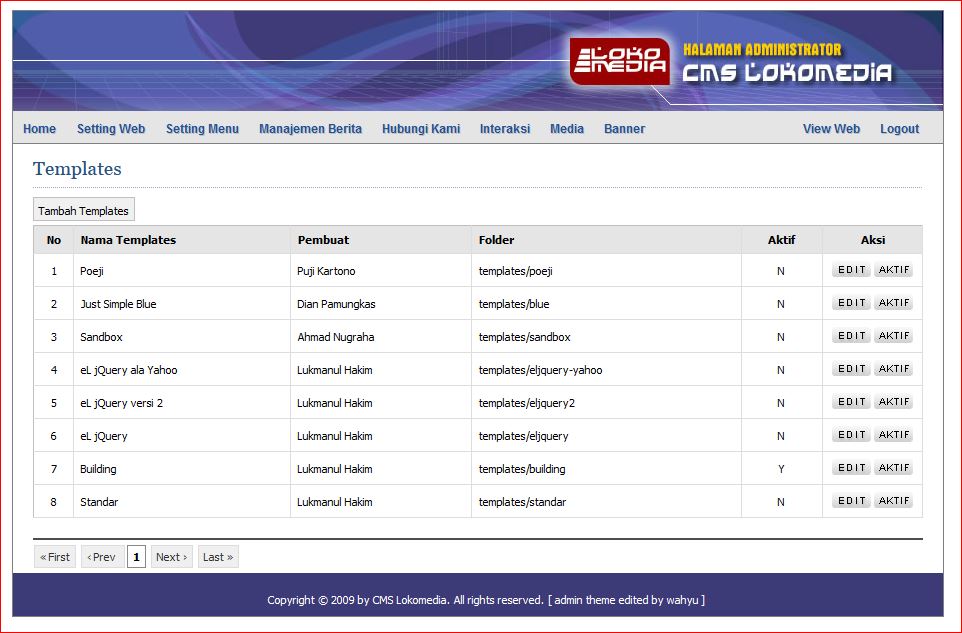 LOKO MEDIA
HALAMAN ADMINISTRATOR
CMS LOKOMEDIA
Home Setting Web Setting Menu Manajemen Berita Hubungi Kami Interaksi Media Banner View Web Logout
Templates
Tambah Templates
No Nama Templates Pembuat Folder Aktif Aksi
1 Poeji Puji Kartono templates/poeji N EDIT AKTIF
2 Just Simple Blue Dian Pamungkas templates/blue N EDIT AKTIF
3 Sandbox Ahmad Nugraha templates/sandbox N EDIT AKTIF
4 eL jQuery ala Yahoo Lukmanul Hakim templates/eljquery-yahoo N EDIT AKTIF
5 eL jQuery versi 2 Lukmanul Hakim templates/eljquery2 N EDIT AKTIF
6 eL jQuery Lukmanul Hakim templates/eljquery N EDIT AKTIF
7 Building Lukmanul Hakim templates/building Y EDIT AKTIF
8 Standar Lukmanul Hakim templates/standar N EDIT AKTIF
« First ‹ Prev 1 Next › Last »
Copyright © 2009 by CMS Lokomedia. All rights reserved. [ admin theme edited by wahyu ]